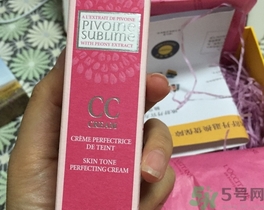 A L'EXTRAIT DE PIVOINE
PIVOINE
SUBLIME
WITH PEONY EXTRACT
CC
CREAM
CRÈME PERFECTRICE
DE TEINT
SKIN TONE
PERFECTING CREAM
5号网